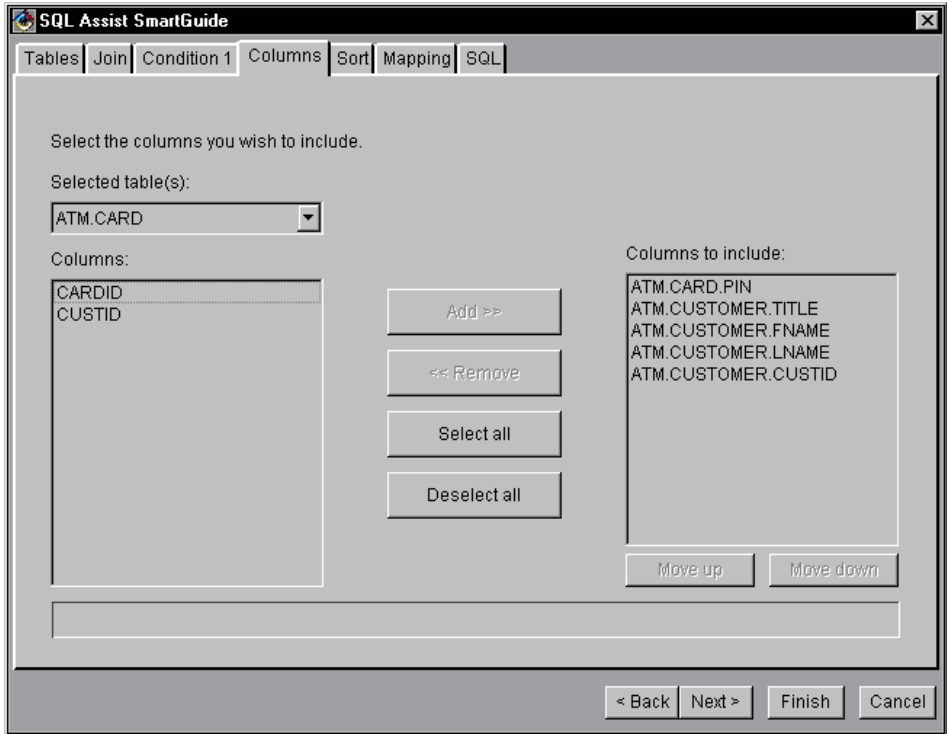 SQL Assist SmartGuide
Tables Join Condition 1 Columns Sort Mapping SQL
Select the columns you wish to include.
Selected table(s):
ATM.CARD
Columns:
CARDID
CUSTID
Add >>
<< Remove
Select all
Deselect all
Columns to include:
ATM.CARD.PIN
ATM.CUSTOMER.TITLE
ATM.CUSTOMER.FNAME
ATM.CUSTOMER.LNAME
ATM.CUSTOMER.CUSTID
Move up Move down
< Back Next > Finish Cancel